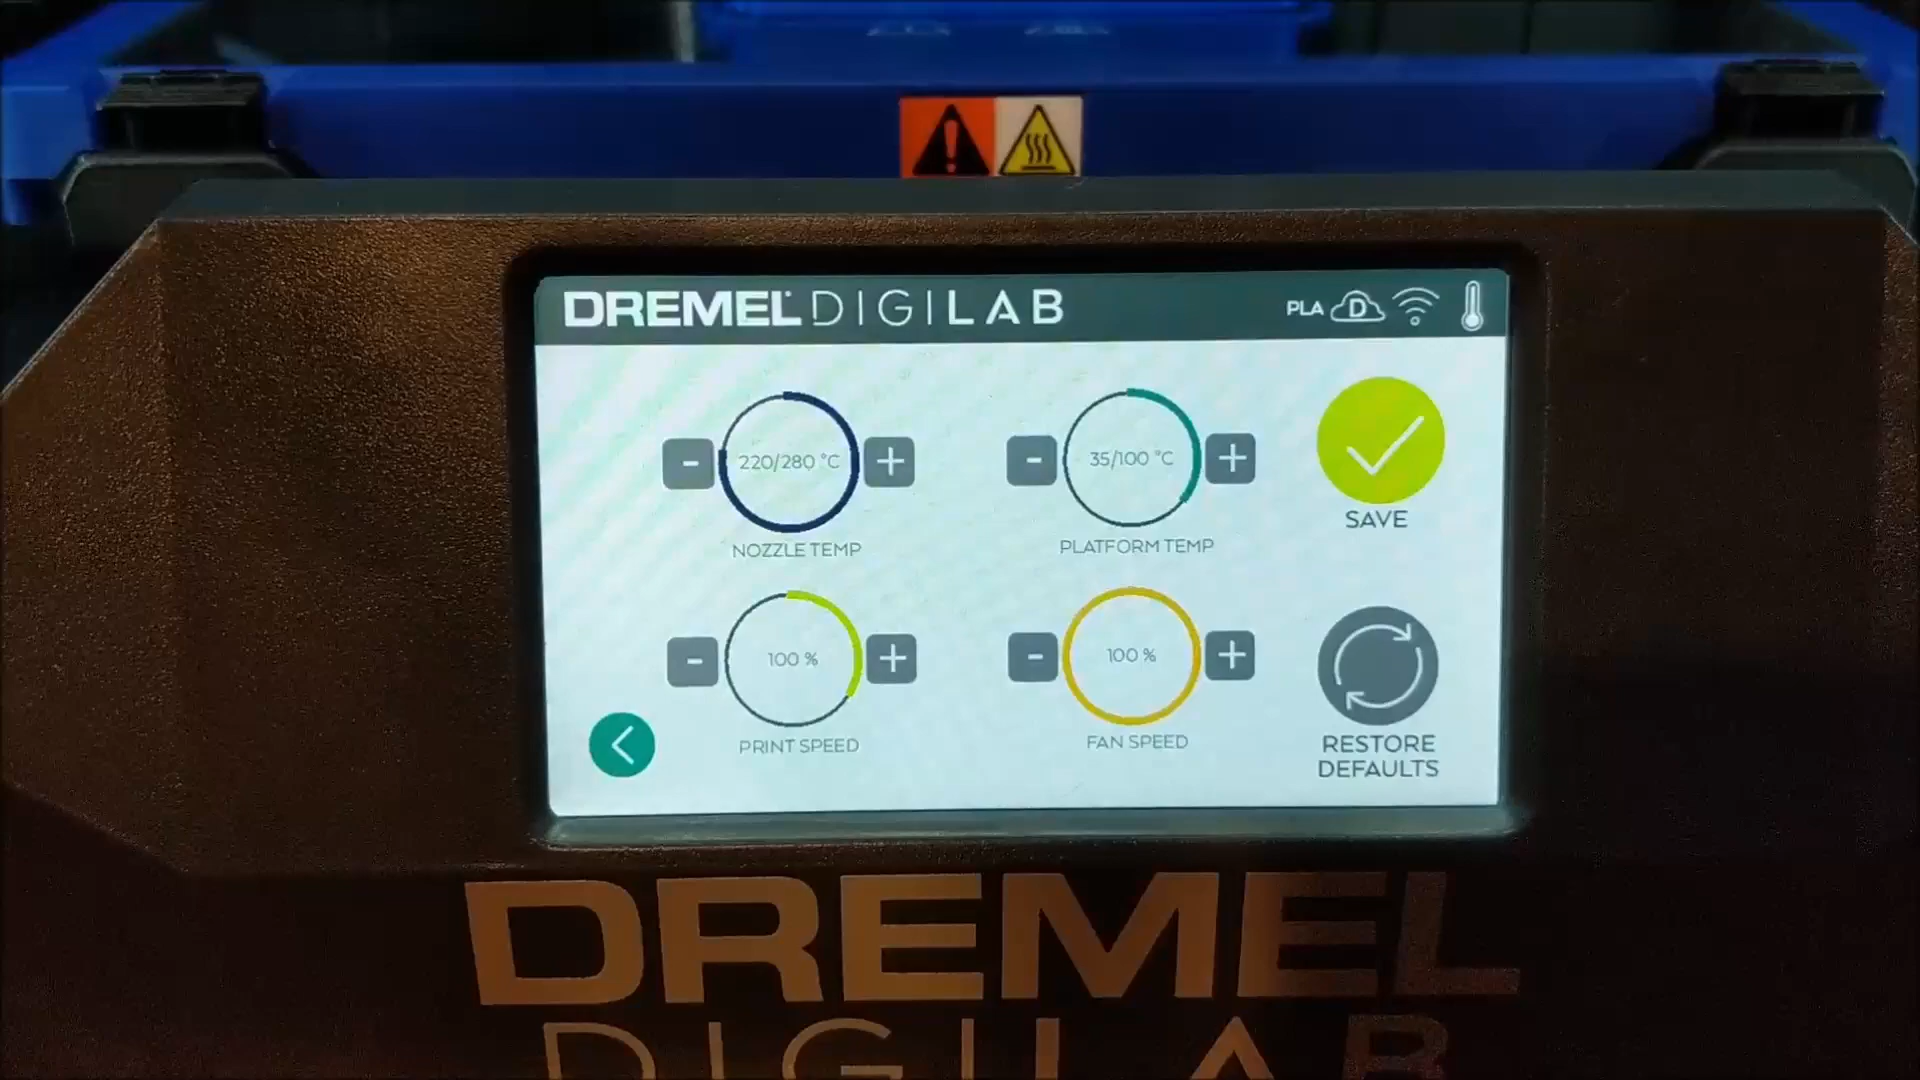 DREMEL DIGILAB
PLA D
220/280 °C
35/100 °C
SAVE
NOZZLE TEMP
PLATFORM TEMP
100 %
100 %
PRINT SPEED
FAN SPEED
RESTORE
DEFAULTS
DREMEL
DIGILAB